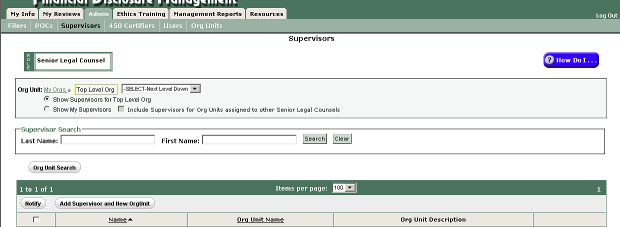 Financial Disclosure Management
My Info My Reviews Admin Ethics Training Management Reports Resources
Log Out
Filers POCs Supervisors 450 Certifiers Users Org Units
Supervisors
Senior Legal Counsel
? How Do I . . .
Org Unit: My Orgs » Top Level Org -SELECT-Next Level Down
Show Supervisors for Top Level Org
Show My Supervisors Include Supervisors for Org Units assigned to other Senior Legal Counsels
Supervisor Search
Last Name: First Name: Search Clear
Org Unit Search
1 to 1 of 1 Items per page: 100 1
Notify Add Supervisor and New OrgUnit
Name Org Unit Name Org Unit Description